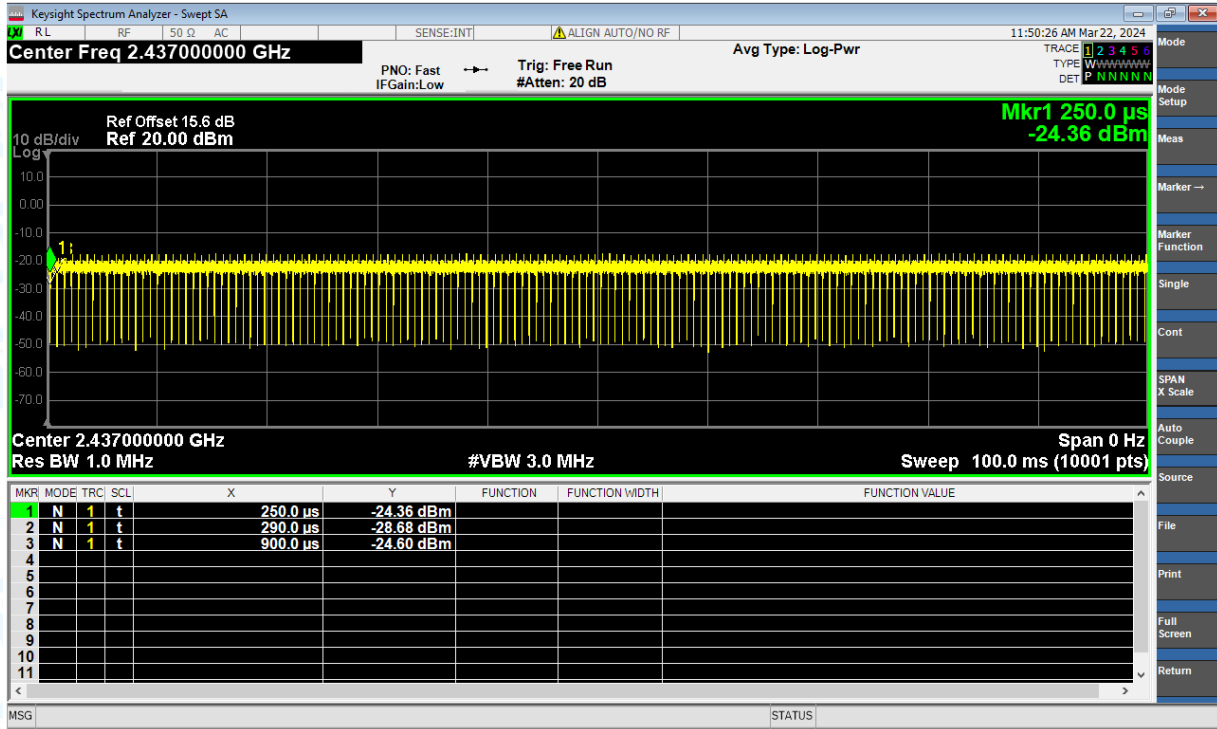 Keysight Spectrum Analyzer - Swept SA
LXI RL RF 50 Ω AC SENSE:INT ALIGN AUTO/NO RF 11:50:26 AM Mar 22, 2024
Center Freq 2.437000000 GHz
PNO: Fast
IFGain:Low
Trig: Free Run
#Atten: 20 dB
Avg Type: Log-Pwr
TRACE 1 2 3 4 5 6
TYPE WWWWWW
DET P N N N N N
Ref Offset 15.6 dB
10 dB/div Ref 20.00 dBm
Log
Mkr1 250.0 µs
-24.36 dBm
10.0
0.00
-10.0
-20.0
-30.0
-40.0
-50.0
-60.0
-70.0
1
Center 2.437000000 GHz Span 0 Hz
Res BW 1.0 MHz #VBW 3.0 MHz Sweep 100.0 ms (10001 pts)
MKR MODE TRC SCL X Y FUNCTION FUNCTION WIDTH FUNCTION VALUE
1 N 1 t 250.0 µs -24.36 dBm
2 N 1 t 290.0 µs -28.68 dBm
3 N 1 t 900.0 µs -24.60 dBm
4
5
6
7
8
9
10
11
MSG STATUS
Mode
Mode
Setup
Meas
Marker →
Marker
Function
Single
Cont
SPAN
X Scale
Auto
Couple
Source
File
Print
Full
Screen
Return